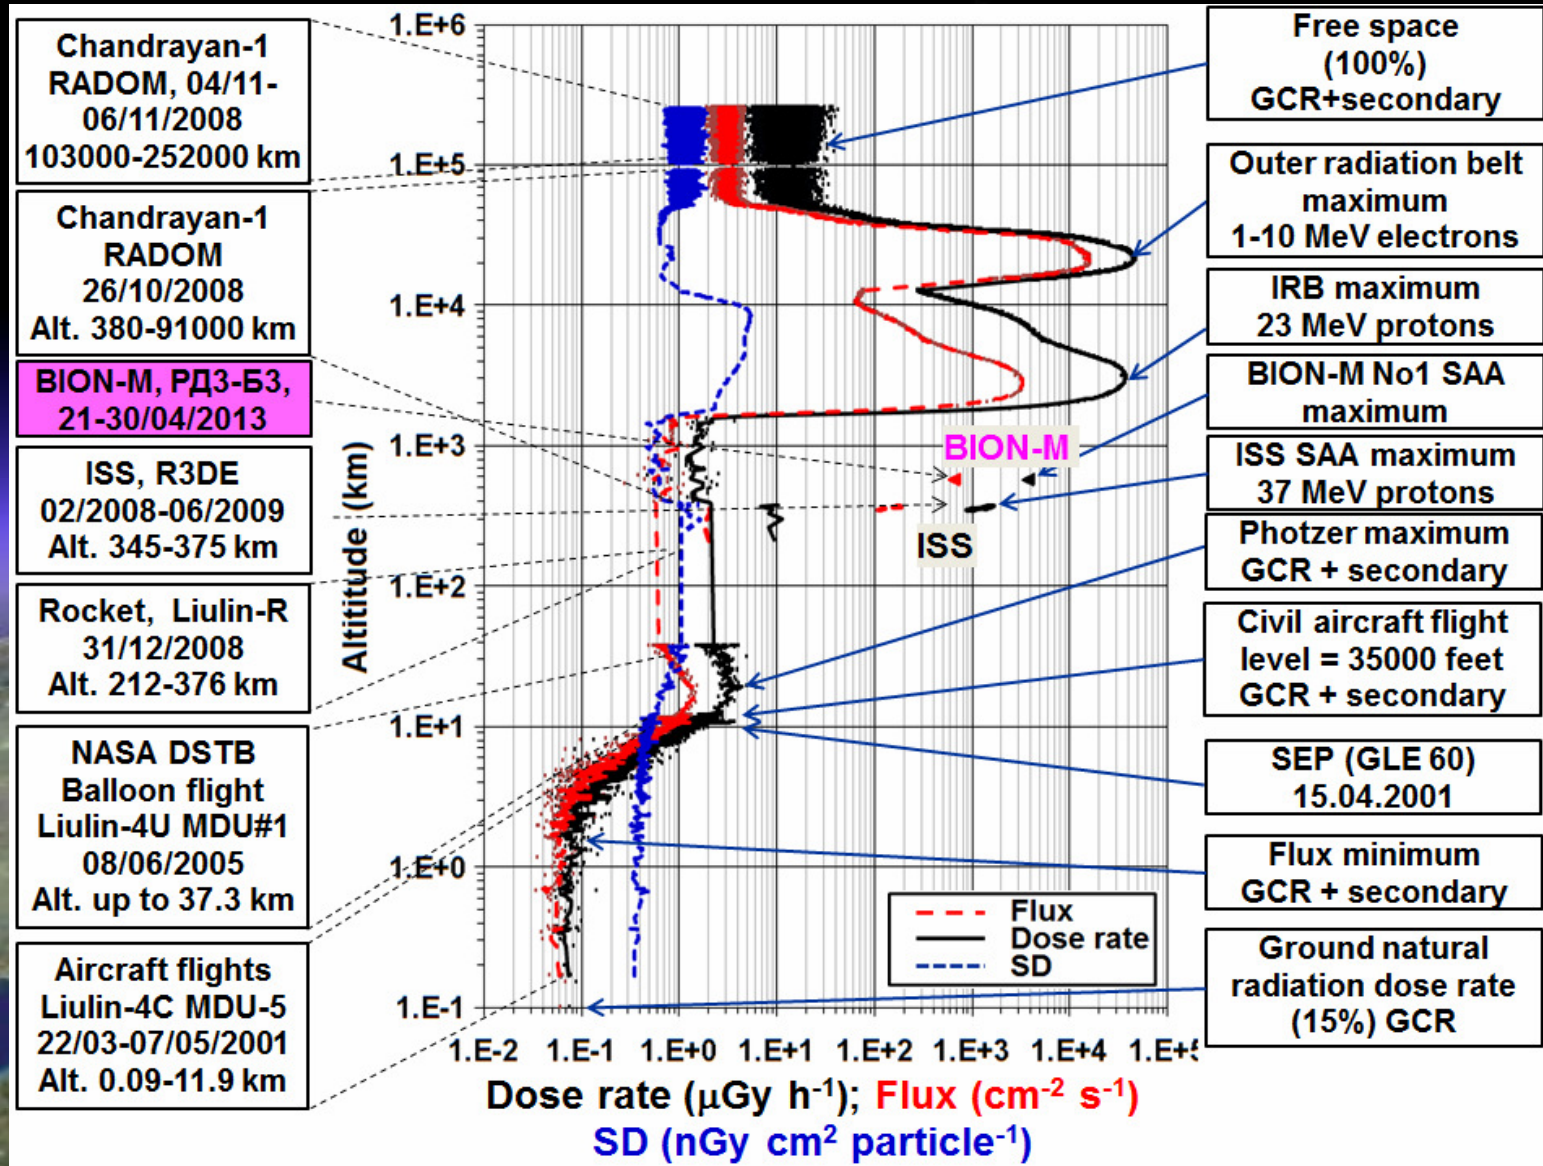 Chandrayan-1
RADOM, 04/11-
06/11/2008
103000-252000 km
Chandrayan-1
RADOM
26/10/2008
Alt. 380-91000 km
BION-M, РД3-Б3,
21-30/04/2013
ISS, R3DE
02/2008-06/2009
Alt. 345-375 km
Rocket, Liulin-R
31/12/2008
Alt. 212-376 km
NASA DSTB
Balloon flight
Liulin-4U MDU#1
08/06/2005
Alt. up to 37.3 km
Aircraft flights
Liulin-4C MDU-5
22/03-07/05/2001
Alt. 0.09-11.9 km
Altititude (km)
1.E+6
1.E+5
1.E+4
1.E+3
1.E+2
1.E+1
1.E+0
1.E-1
BION-M
ISS
Flux
Dose rate
SD
1.E-2 1.E-1 1.E+0 1.E+1 1.E+2 1.E+3 1.E+4 1.E+5
Dose rate (μGy h-1); Flux (cm-2 s-1)
SD (nGy cm2 particle-1)
Free space
(100%)
GCR+secondary
Outer radiation belt
maximum
1-10 MeV electrons
IRB maximum
23 MeV protons
BION-M No1 SAA
maximum
ISS SAA maximum
37 MeV protons
Photzer maximum
GCR + secondary
Civil aircraft flight
level = 35000 feet
GCR + secondary
SEP (GLE 60)
15.04.2001
Flux minimum
GCR + secondary
Ground natural
radiation dose rate
(15%) GCR